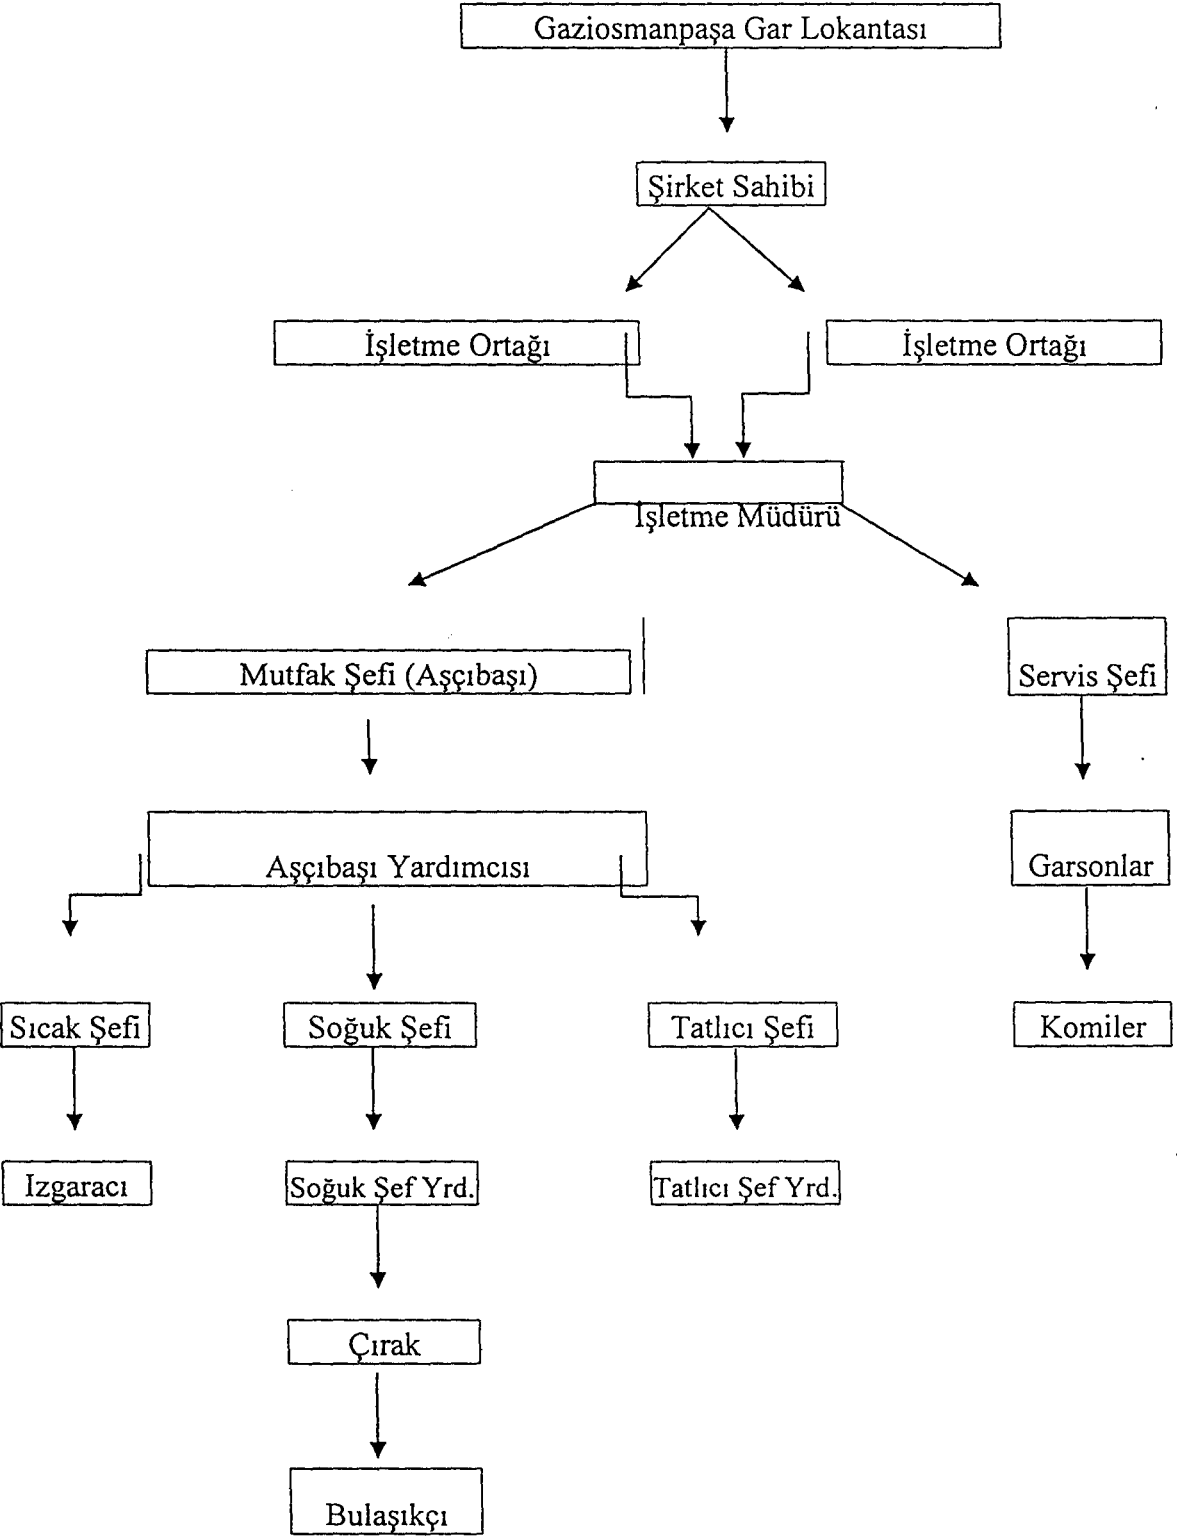 Gaziosmanpaşa Gar Lokantası
Şirket Sahibi
İşletme Ortağı
İşletme Ortağı
İşletme Müdürü
Mutfak Şefi (Aşçıbaşı)
Servis Şefi
Aşçıbaşı Yardımcısı
Garsonlar
Sıcak Şefi
Soğuk Şefi
Tatlıcı Şefi
Komiler
Izgaracı
Soğuk Şef Yrd.
Tatlıcı Şef Yrd.
Çırak
Bulaşıkçı